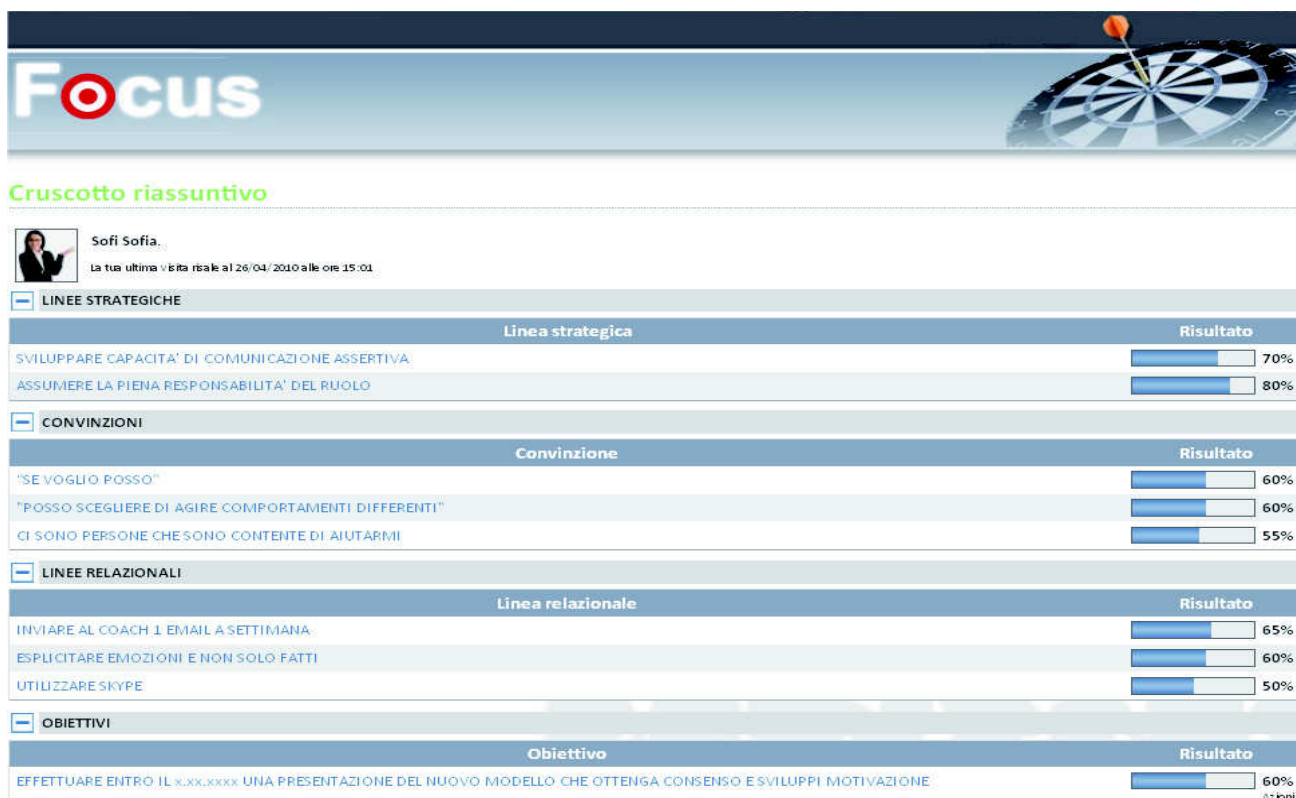 Focus
Cruscotto riassuntivo
Sofi Sofia.
La tua ultima visita risale al 26/04/2010 alle ore 15:01
LINEE STRATEGICHE
Linea strategica Risultato
SVILUPPARE CAPACITA' DI COMUNICAZIONE ASSERTIVA 70%
ASSUMERE LA PIENA RESPONSABILITA' DEL RUOLO 80%
CONVINZIONI
Convinzione Risultato
"SE VOGLIO POSSO" 60%
"POSSO SCEGLIERE DI AGIRE COMPORTAMENTI DIFFERENTI" 60%
CI SONO PERSONE CHE SONO CONTENTE DI AIUTARMI 55%
LINEE RELAZIONALI
Linea relazionale Risultato
INVIARE AL COACH 1 EMAIL A SETTIMANA 65%
ESPLICITARE EMOZIONI E NON SOLO FATTI 60%
UTILIZZARE SKYPE 50%
OBIETTIVI
Obiettivo Risultato
EFFETTUARE ENTRO IL x.xx.xxxx UNA PRESENTAZIONE DEL NUOVO MODELLO CHE OTTENGA CONSENSO E SVILUPPI MOTIVAZIONE 60%